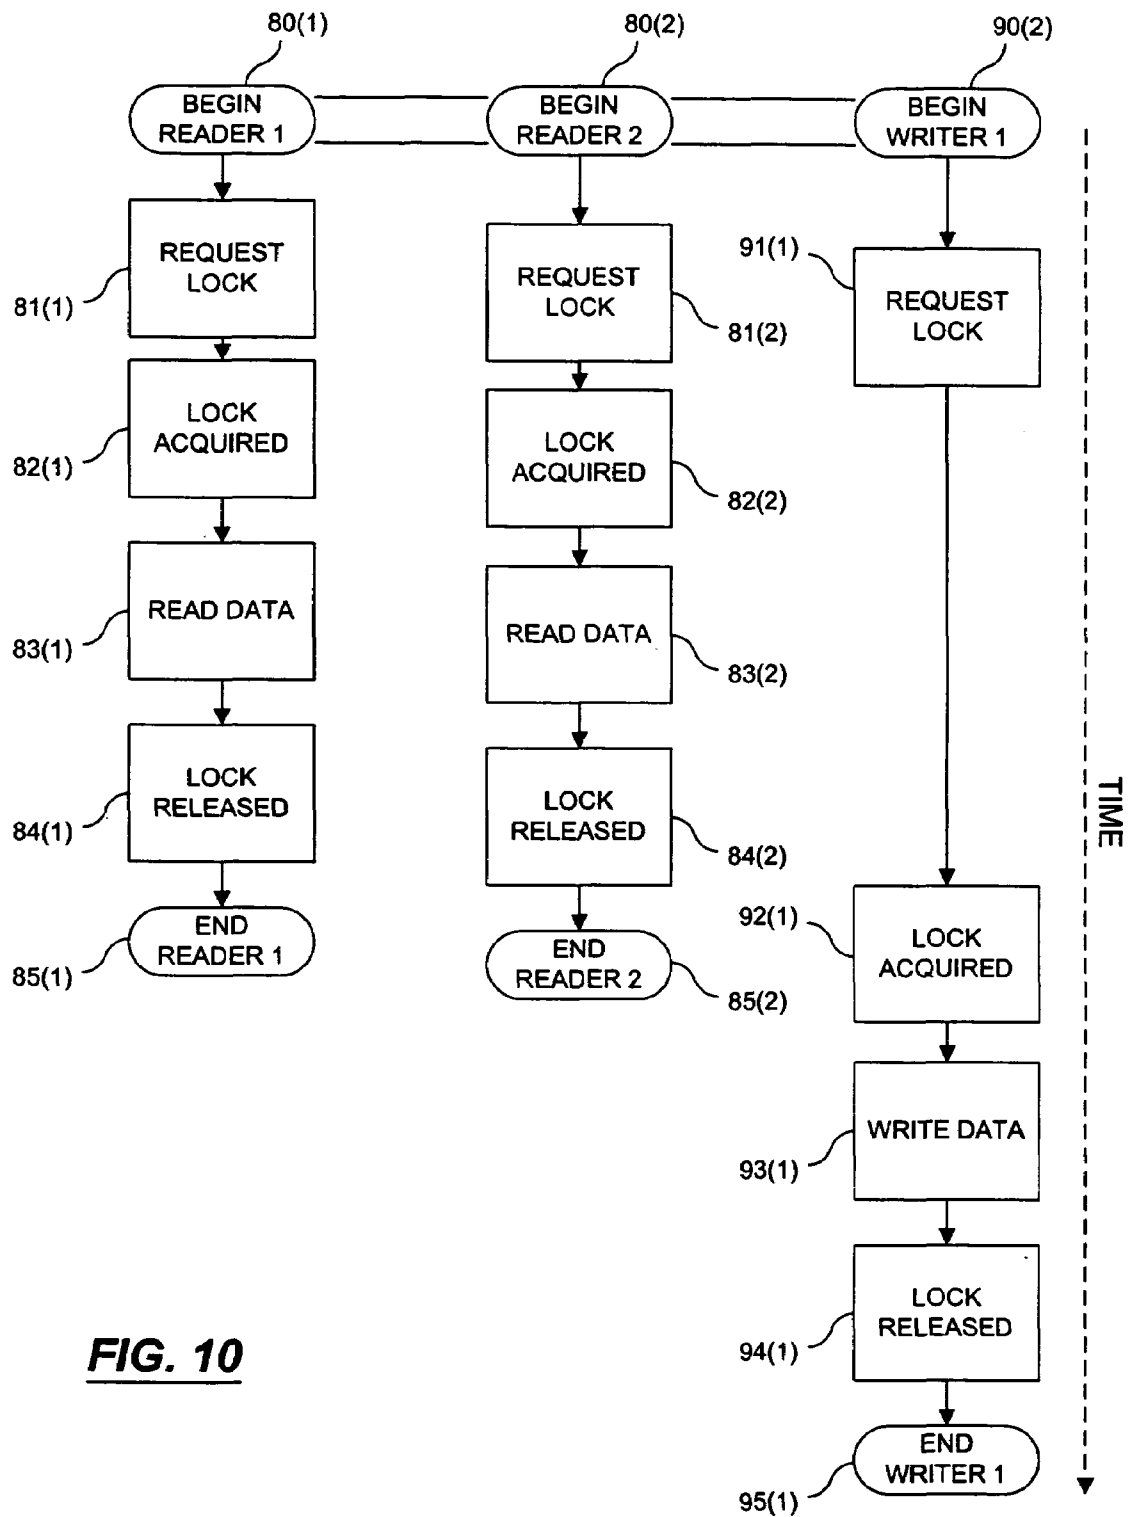 80(1)
80(2)
90(2)
BEGIN
READER 1
BEGIN
READER 2
BEGIN
WRITER 1
REQUEST
LOCK
81(1)
LOCK
ACQUIRED
82(1)
READ DATA
83(1)
LOCK
RELEASED
84(1)
END
READER 1
85(1)
REQUEST
LOCK
81(2)
LOCK
ACQUIRED
82(2)
READ DATA
83(2)
LOCK
RELEASED
84(2)
END
READER 2
85(2)
91(1)
REQUEST
LOCK
92(1)
LOCK
ACQUIRED
WRITE DATA
93(1)
LOCK
RELEASED
94(1)
END
WRITER 1
95(1)
TIME
FIG. 10